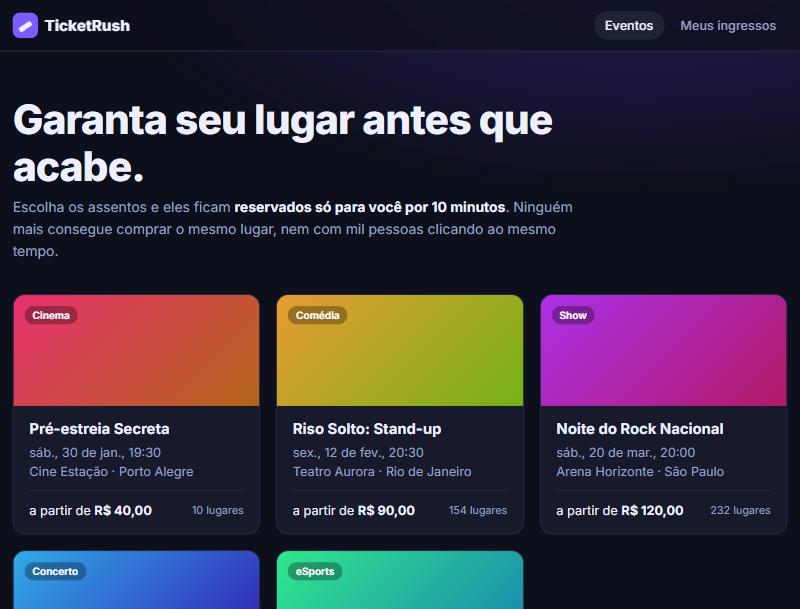 TicketRush
Eventos
Meus ingressos
Garanta seu lugar antes que
acabe.
Escolha os assentos e eles ficam reservados só para você por 10 minutos. Ninguém
mais consegue comprar o mesmo lugar, nem com mil pessoas clicando ao mesmo
tempo.
Cinema
Pré-estreia Secreta
sáb., 30 de jan., 19:30
Cine Estação · Porto Alegre
a partir de R$ 40,00
10 lugares
Comédia
Riso Solto: Stand-up
sex., 12 de fev., 20:30
Teatro Aurora · Rio de Janeiro
a partir de R$ 90,00
154 lugares
Show
Noite do Rock Nacional
sáb., 20 de mar., 20:00
Arena Horizonte · São Paulo
a partir de R$ 120,00
232 lugares
Concerto
eSports